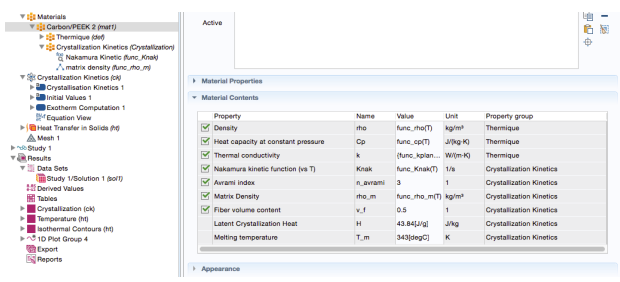 Materials
Carbon/PEEK 2 (mat1)
Thermique (def)
Crystallization Kinetics (Crystallization)
Nakamura Kinetic (func_Knak)
matrix density (func_rho_m)
Crystallization Kinetics (ck)
Crystallisation Kinetics 1
Initial Values 1
Exotherm Computation 1
Equation View
Heat Transfer in Solids (ht)
Mesh 1
Study 1
Results
Data Sets
Study 1/Solution 1 (sol1)
Derived Values
Tables
Crystallization (ck)
Temperature (ht)
Isothermal Contours (ht)
1D Plot Group 4
Export
Reports
Active
Material Properties
Material Contents
Property Name Value Unit Property group
Density rho func_rho(T) kg/m³ Thermique
Heat capacity at constant pressure Cp func_cp(T) J/(kg·K) Thermique
Thermal conductivity k {func_kplan... W/(m·K) Thermique
Nakamura kinetic function (vs T) Knak func_Knak(T) 1/s Crystallization Kinetics
Avrami index n_avrami 3 1 Crystallization Kinetics
Matrix Density rho_m func_rho_m(T) kg/m³ Crystallization Kinetics
Fiber volume content v_f 0.5 1 Crystallization Kinetics
Latent Crystallization Heat H 43.84[J/g] J/kg Crystallization Kinetics
Melting temperature T_m 343[degC] K Crystallization Kinetics
Appearance